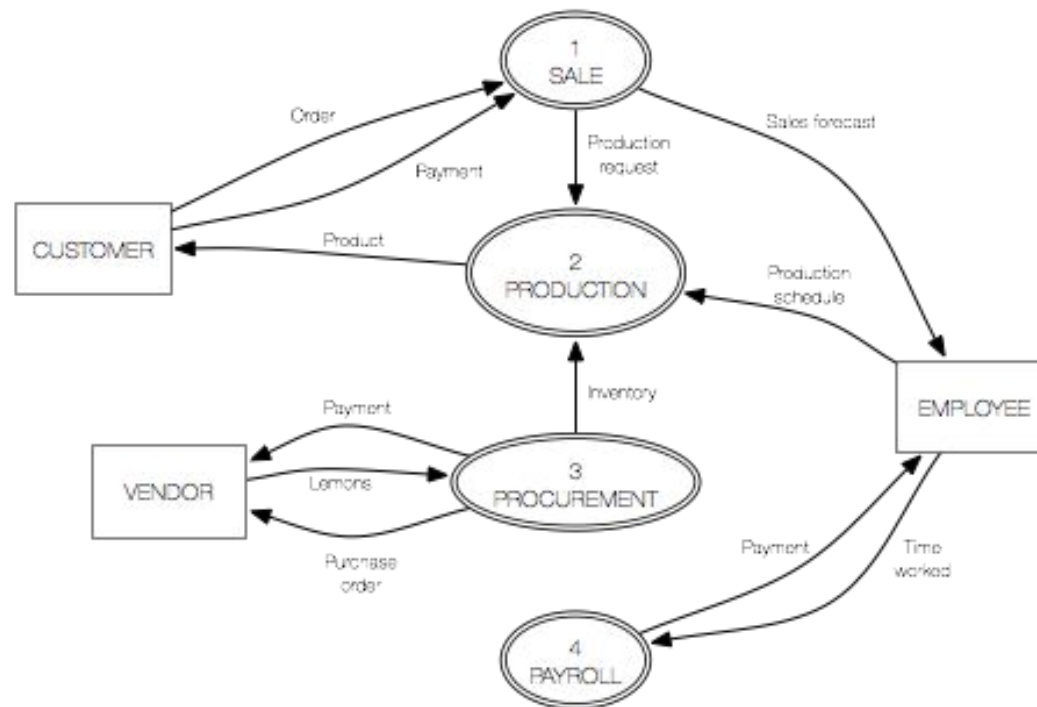 1
SALE
Order
Sales forecast
Production
request
Payment
CUSTOMER
Product
2
PRODUCTION
Production
schedule
Inventory
EMPLOYEE
Payment
VENDOR
Lemons
3
PROCUREMENT
Purchase
order
Payment
Time
worked
4
PAYROLL